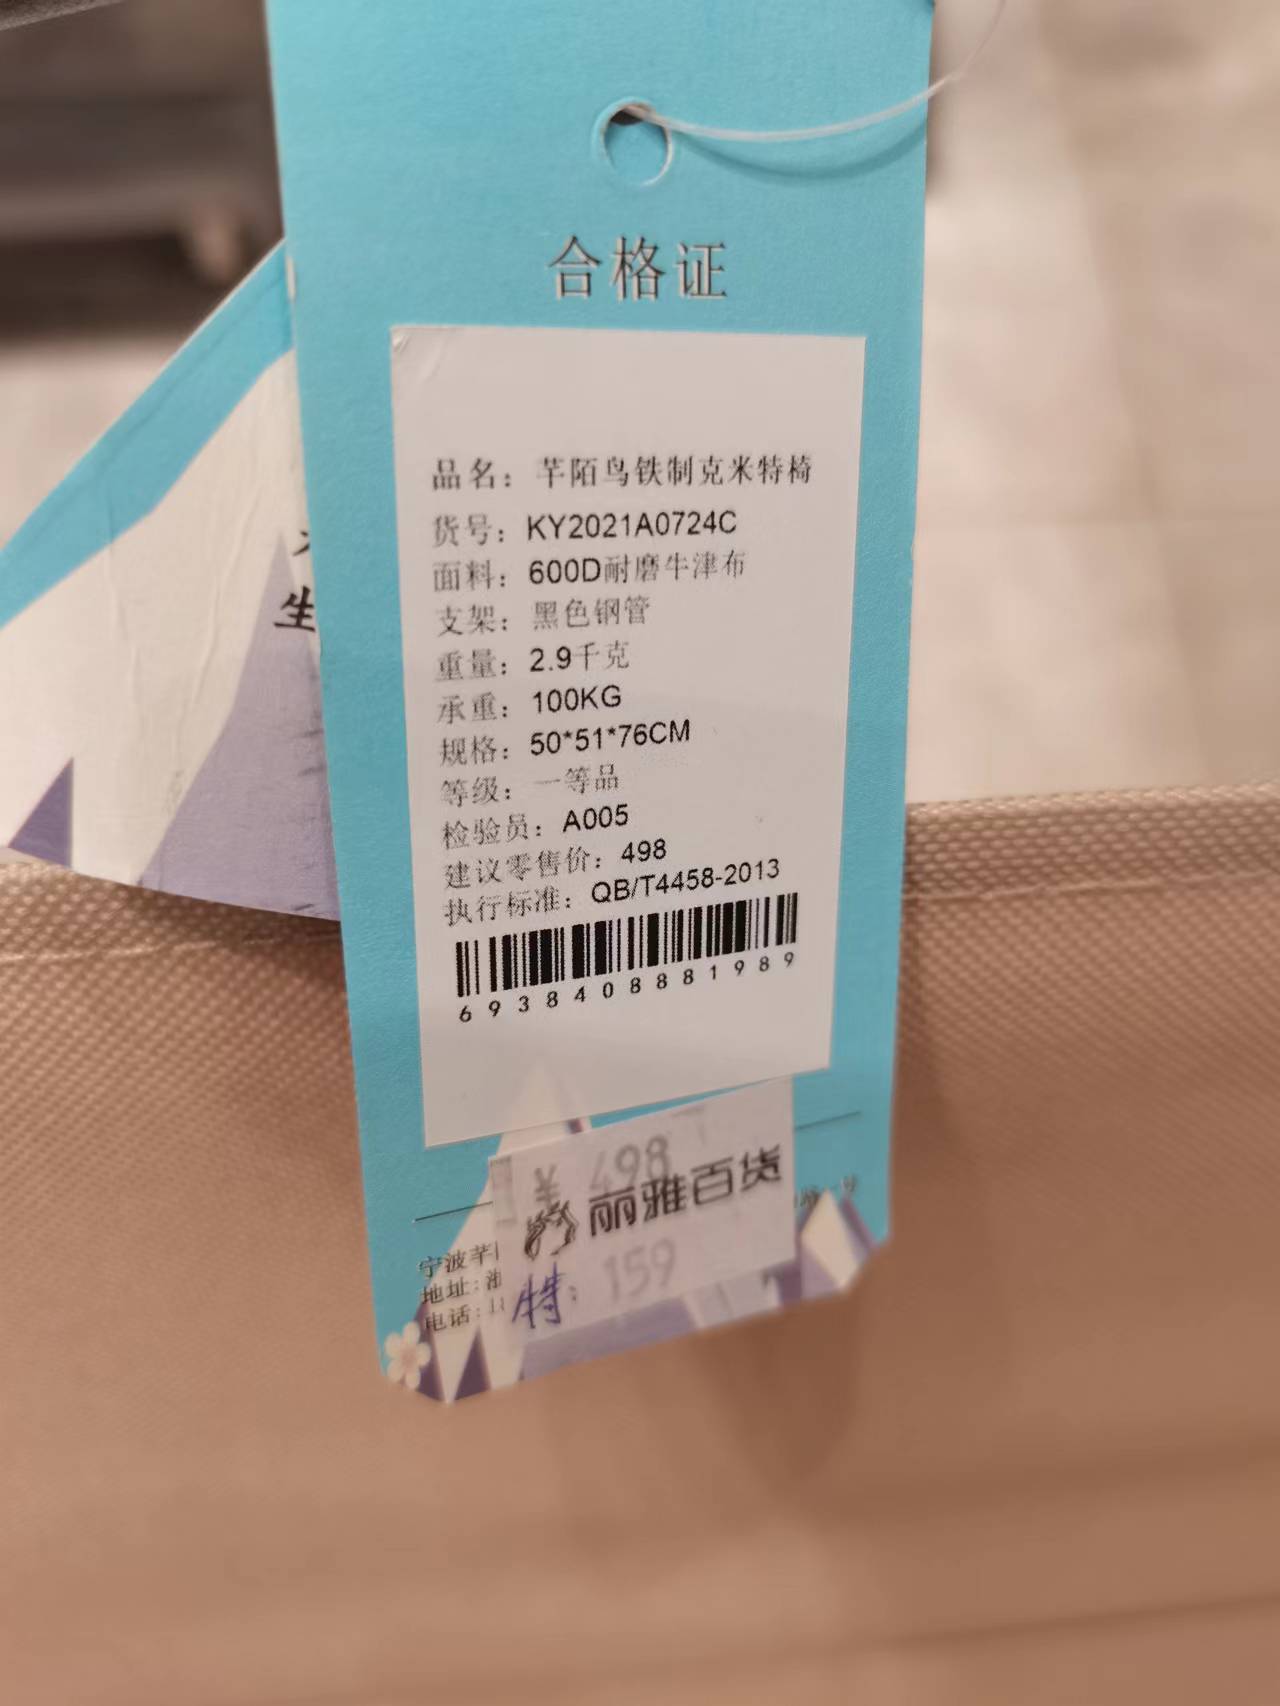 合格证
品名：芊陌鸟铁制克米特椅
货号：KY2021A0724C
面料：600D耐磨牛津布
支架：黑色钢管
重量：2.9千克
承重：100KG
规格：50*51*76CM
等级：一等品
检验员：A005
建议零售价：498
执行标准：QB/T4458-2013
6938408881989
¥498
丽雅百货
特：159
宁波芊
地址：
电话：
生